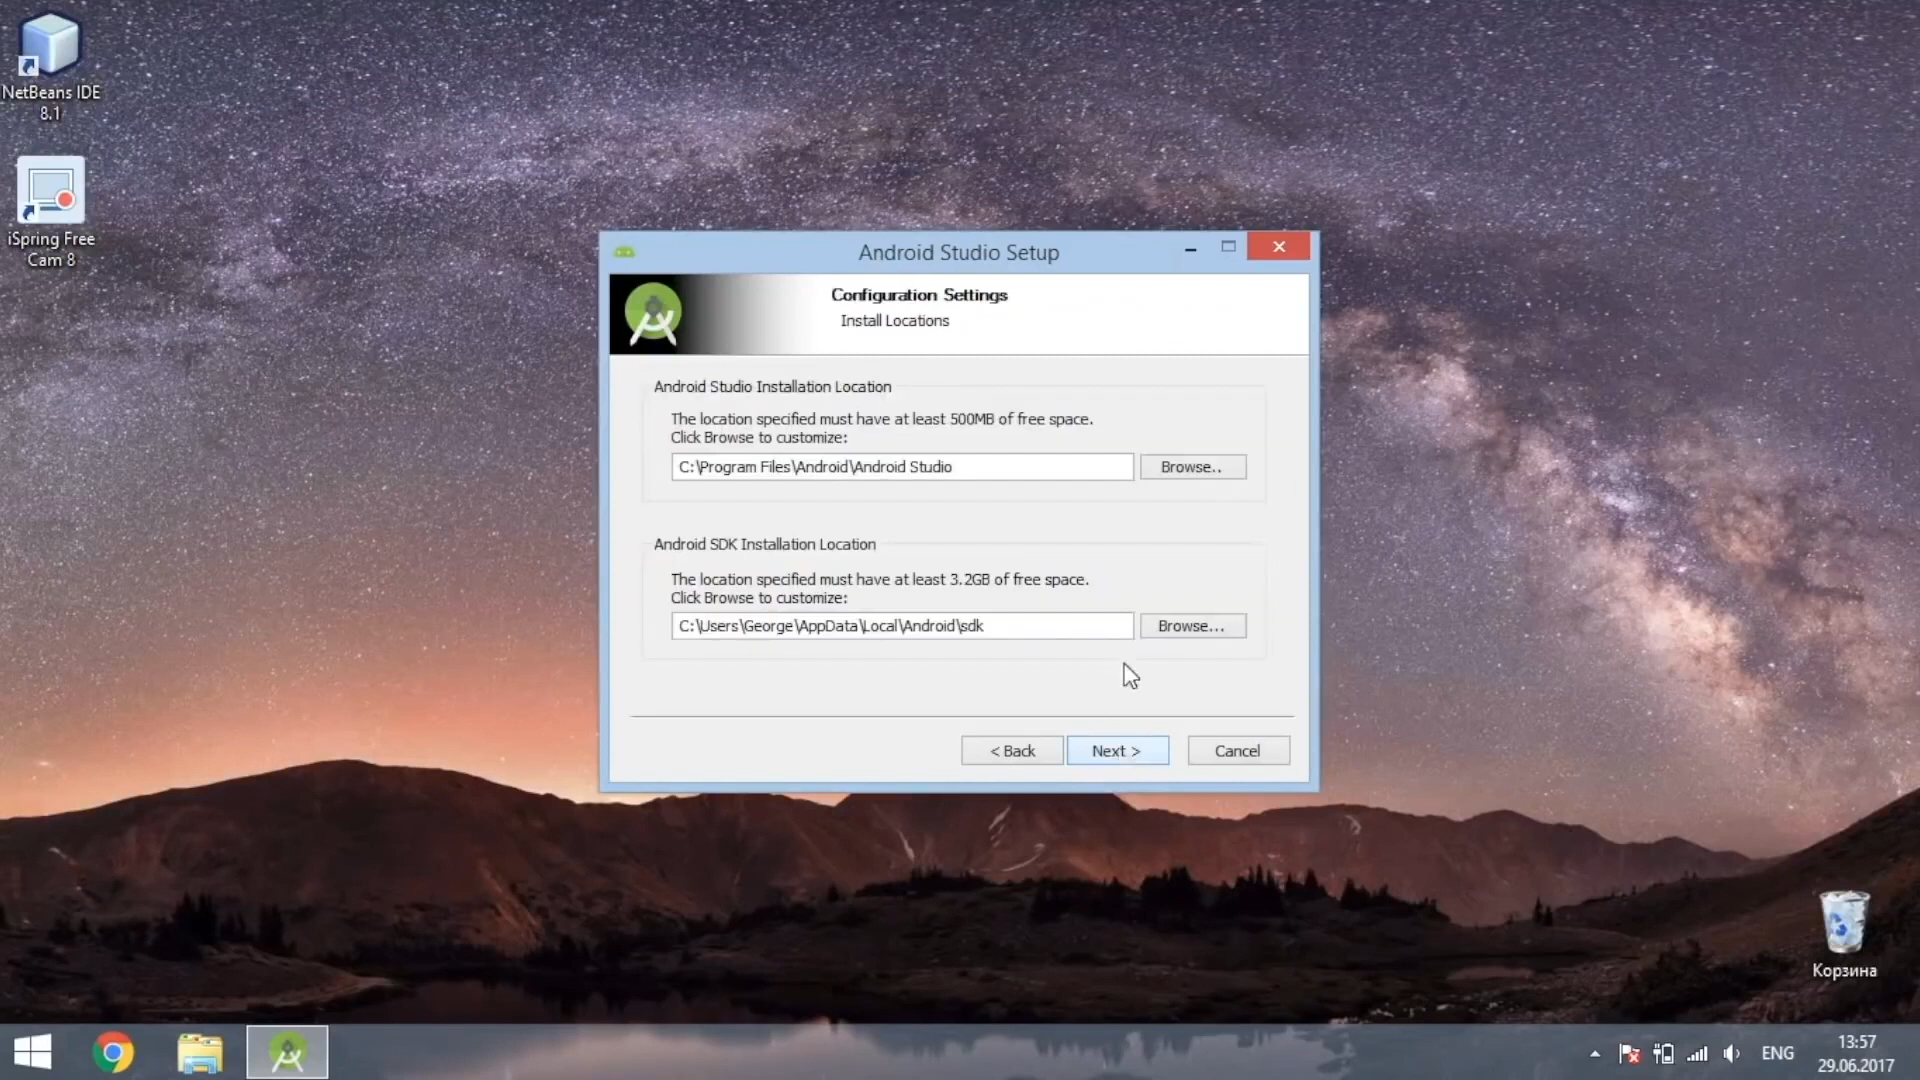 NetBeans IDE
8.1
iSpring Free
Cam 8
Android Studio Setup
Configuration Settings
Install Locations
Android Studio Installation Location
The location specified must have at least 500MB of free space.
Click Browse to customize:
C:\Program Files\Android\Android Studio
Browse..
Android SDK Installation Location
The location specified must have at least 3.2GB of free space.
Click Browse to customize:
C:\Users\George\AppData\Local\Android\sdk
Browse...
< Back
Next >
Cancel
Корзина
ENG
13:57
29.06.2017